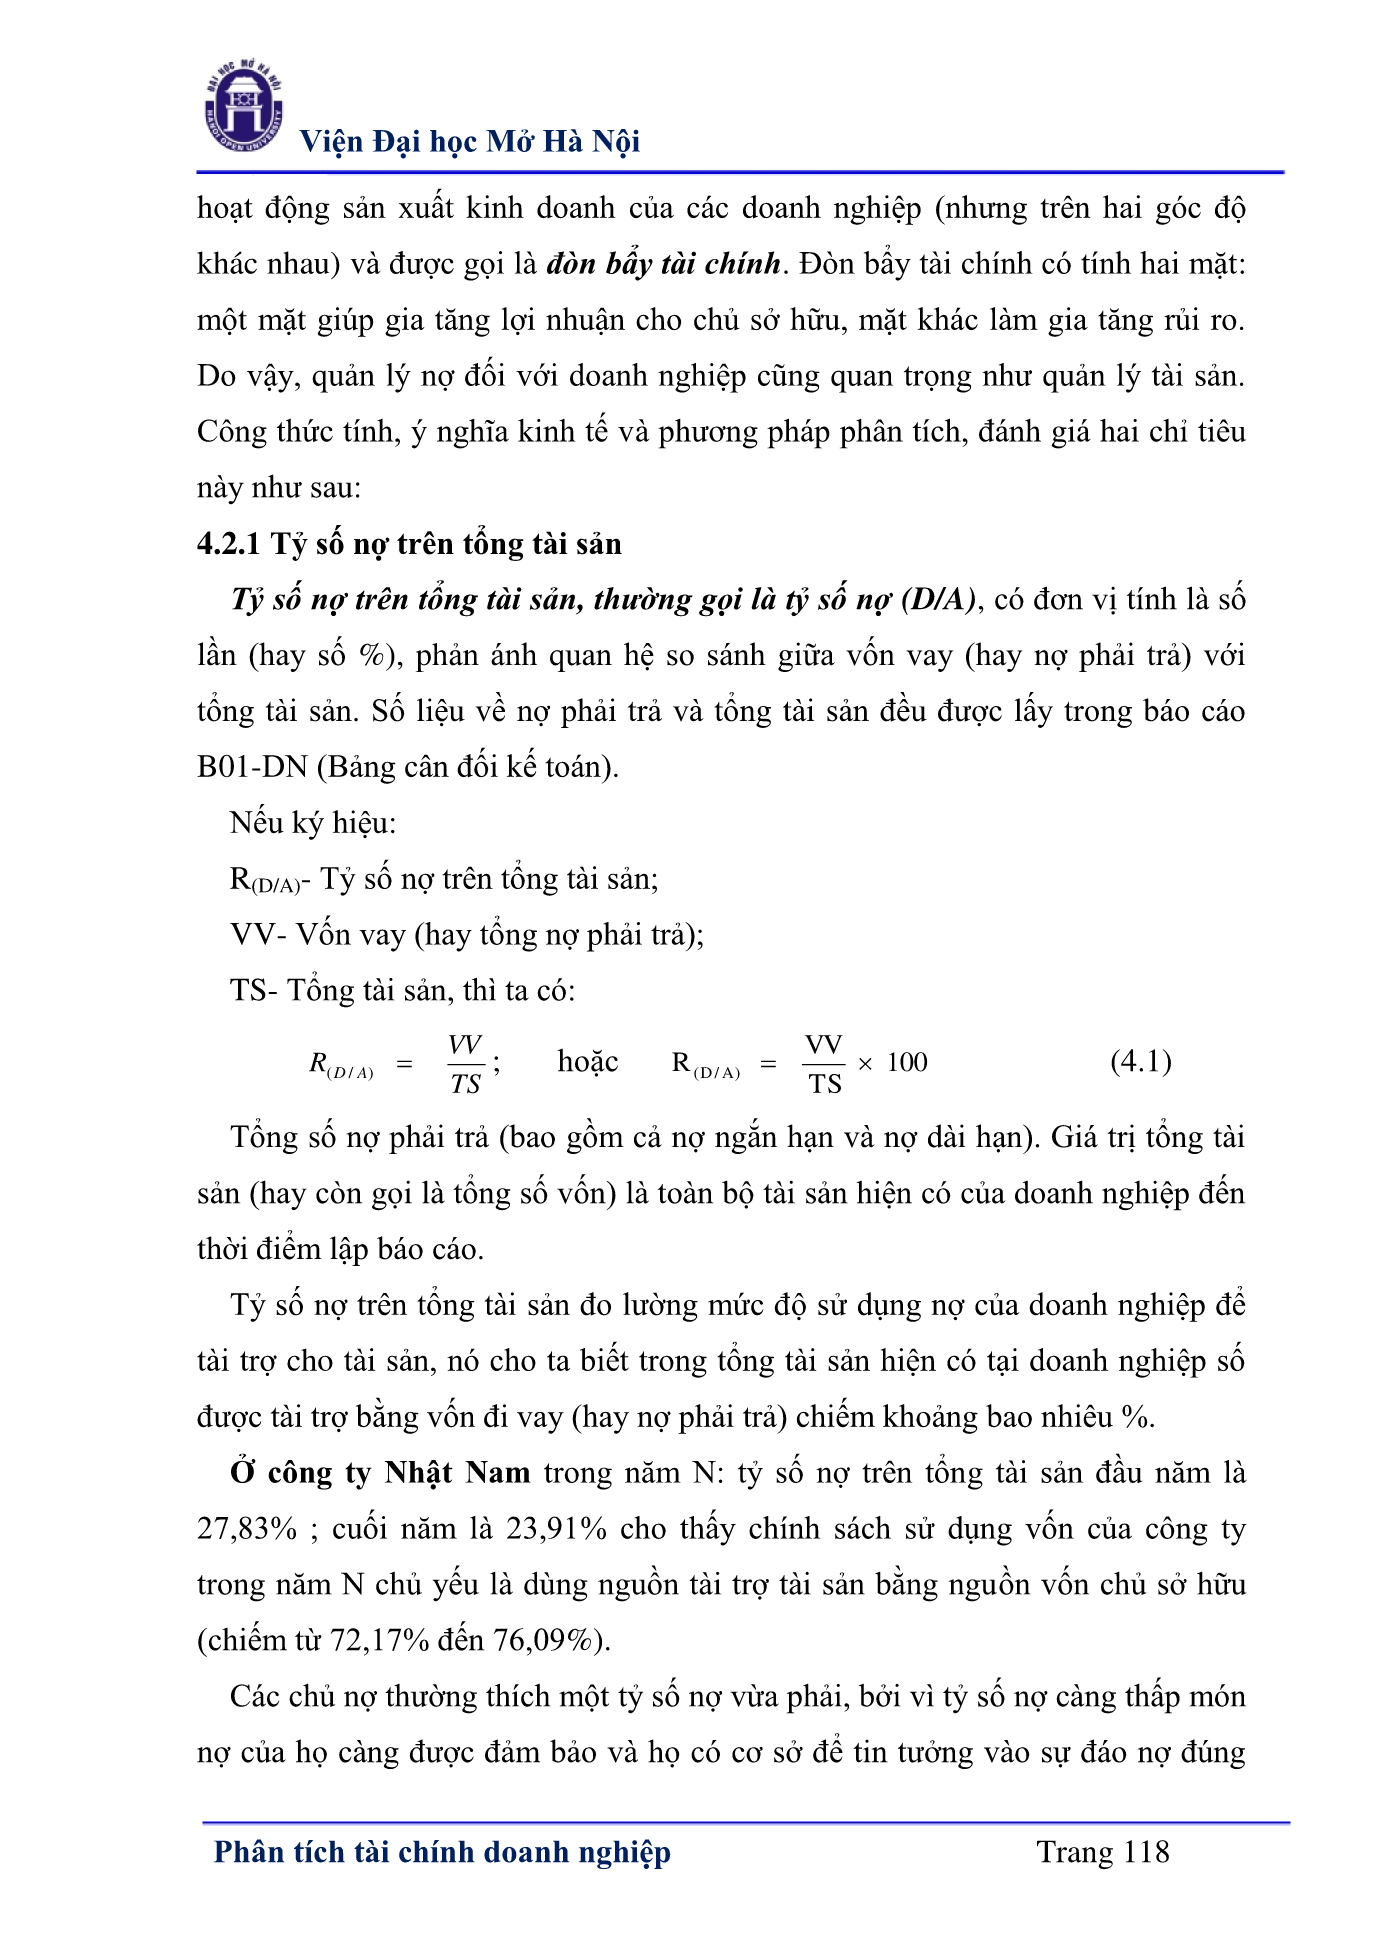 ĐẠI HỌC MỞ HÀ NỘI
HANOI OPEN UNIVERSITY
Viện Đại học Mở Hà Nội
hoạt động sản xuất kinh doanh của các doanh nghiệp (nhưng trên hai góc độ
khác nhau) và được gọi là đòn bẩy tài chính. Đòn bẩy tài chính có tính hai mặt:
một mặt giúp gia tăng lợi nhuận cho chủ sở hữu, mặt khác làm gia tăng rủi ro.
Do vậy, quản lý nợ đối với doanh nghiệp cũng quan trọng như quản lý tài sản.
Công thức tính, ý nghĩa kinh tế và phương pháp phân tích, đánh giá hai chỉ tiêu
này như sau:
4.2.1 Tỷ số nợ trên tổng tài sản
Tỷ số nợ trên tổng tài sản, thường gọi là tỷ số nợ (D/A), có đơn vị tính là số
lần (hay số %), phản ánh quan hệ so sánh giữa vốn vay (hay nợ phải trả) với
tổng tài sản. Số liệu về nợ phải trả và tổng tài sản đều được lấy trong báo cáo
B01-DN (Bảng cân đối kế toán).
Nếu ký hiệu:
R(D/A)- Tỷ số nợ trên tổng tài sản;
VV- Vốn vay (hay tổng nợ phải trả);
TS- Tổng tài sản, thì ta có:
R(D/A) = VV/TS ; hoặc R(D/A) = VV/TS × 100 (4.1)
Tổng số nợ phải trả (bao gồm cả nợ ngắn hạn và nợ dài hạn). Giá trị tổng tài
sản (hay còn gọi là tổng số vốn) là toàn bộ tài sản hiện có của doanh nghiệp đến
thời điểm lập báo cáo.
Tỷ số nợ trên tổng tài sản đo lường mức độ sử dụng nợ của doanh nghiệp để
tài trợ cho tài sản, nó cho ta biết trong tổng tài sản hiện có tại doanh nghiệp số
được tài trợ bằng vốn đi vay (hay nợ phải trả) chiếm khoảng bao nhiêu %.
Ở công ty Nhật Nam trong năm N: tỷ số nợ trên tổng tài sản đầu năm là
27,83% ; cuối năm là 23,91% cho thấy chính sách sử dụng vốn của công ty
trong năm N chủ yếu là dùng nguồn tài trợ tài sản bằng nguồn vốn chủ sở hữu
(chiếm từ 72,17% đến 76,09%).
Các chủ nợ thường thích một tỷ số nợ vừa phải, bởi vì tỷ số nợ càng thấp món
nợ của họ càng được đảm bảo và họ có cơ sở để tin tưởng vào sự đáo nợ đúng
Phân tích tài chính doanh nghiệp Trang 118